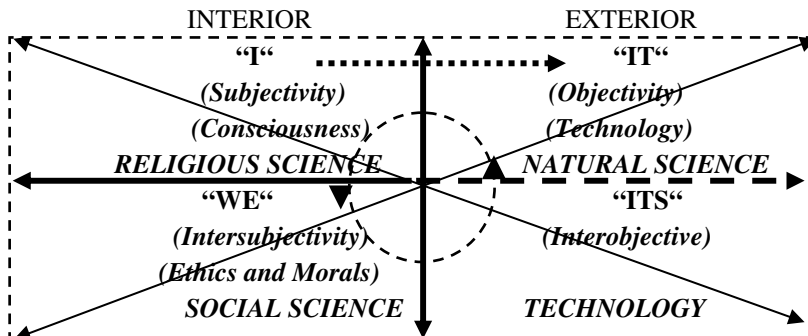 INTERIOR EXTERIOR
“I“ “IT“
(Subjectivity) (Objectivity)
(Consciousness) (Technology)
RELIGIOUS SCIENCE NATURAL SCIENCE
“WE“ “ITS“
(Intersubjectivity) (Interobjective)
(Ethics and Morals)
SOCIAL SCIENCE TECHNOLOGY